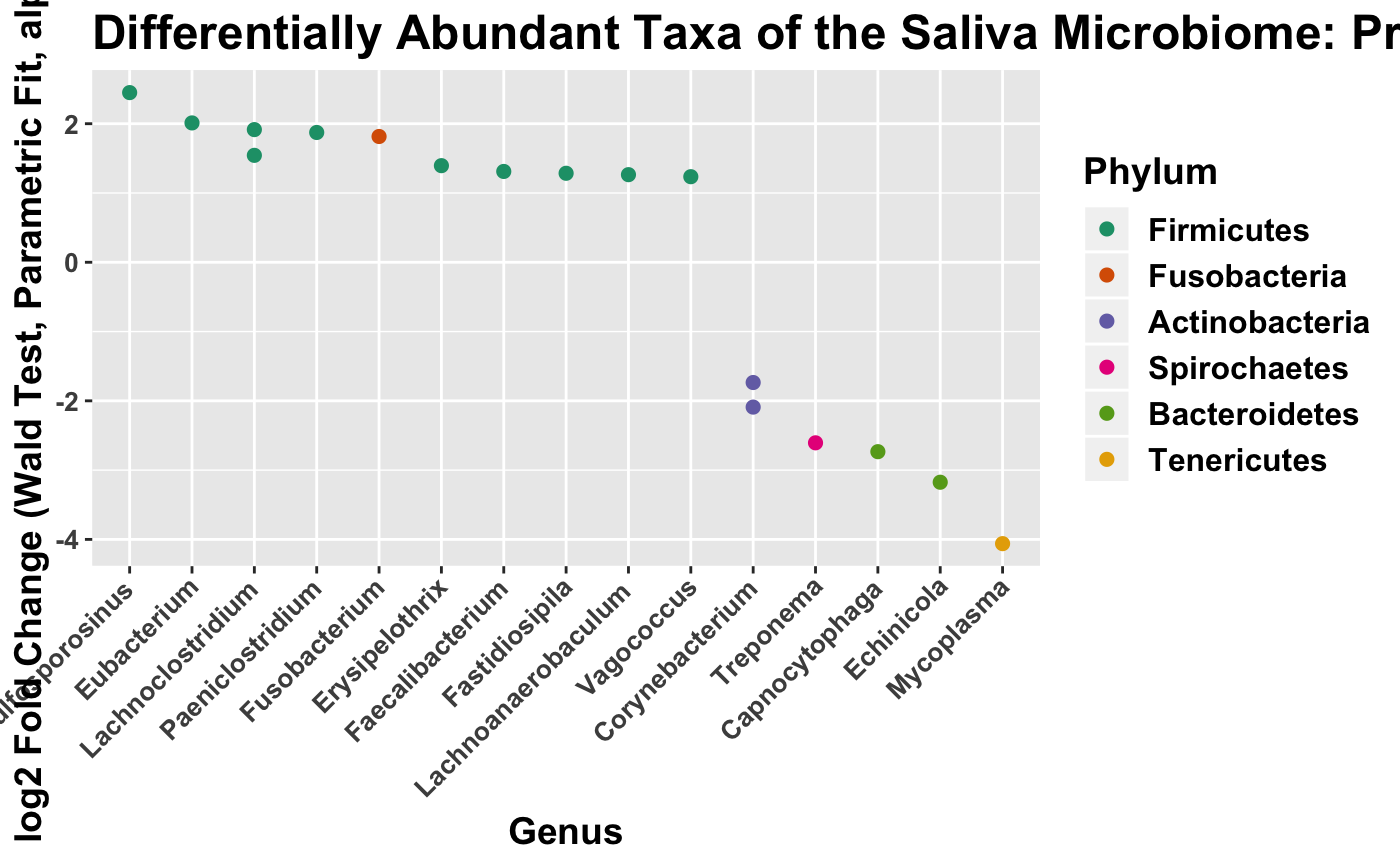 Differentially Abundant Taxa of the Saliva Microbiome:
log2 Fold Change (Wald Test, Parametric Fit,
2
0
-2
-4
Eubacterium
Lachnoclostridium
Paeniclostridium
Fusobacterium
Erysipelothrix
Faecalibacterium
Fastidiosipila
Lachnoanaerobaculum
Vagococcus
Corynebacterium
Treponema
Capnocytophaga
Echinicola
Mycoplasma
Genus
Phylum
Firmicutes
Fusobacteria
Actinobacteria
Spirochaetes
Bacteroidetes
Tenericutes